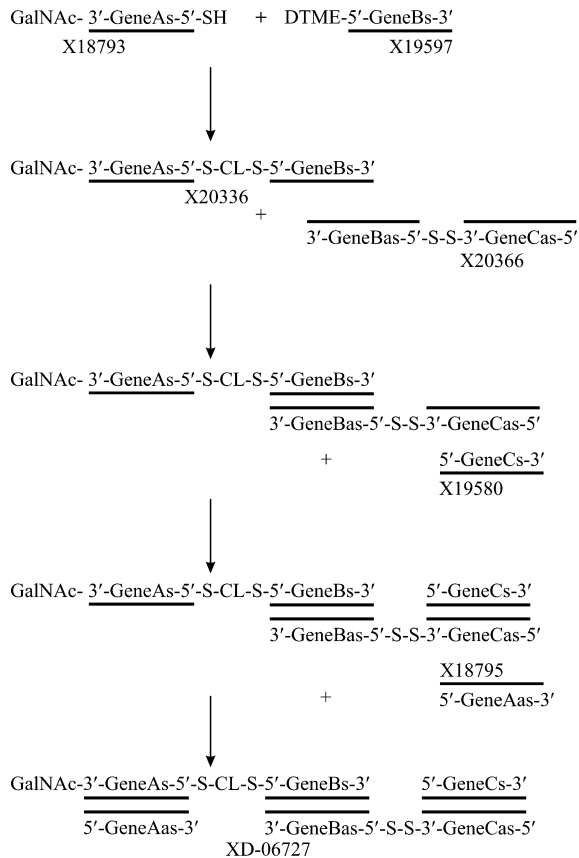 GalNAc- 3′-GeneAs-5′-SH + DTME-5′-GeneBs-3′
X18793 X19597
GalNAc- 3′-GeneAs-5′-S-CL-S-5′-GeneBs-3′
X20336
+
3′-GeneBas-5′-S-S-3′-GeneCas-5′
X20366
GalNAc- 3′-GeneAs-5′-S-CL-S-5′-GeneBs-3′
3′-GeneBas-5′-S-S-3′-GeneCas-5′
+ 5′-GeneCs-3′
X19580
GalNAc- 3′-GeneAs-5′-S-CL-S-5′-GeneBs-3′ 5′-GeneCs-3′
3′-GeneBas-5′-S-S-3′-GeneCas-5′
X18795
+ 5′-GeneAas-3′
GalNAc-3′-GeneAs-5′-S-CL-S-5′-GeneBs-3′ 5′-GeneCs-3′
5′-GeneAas-3′ 3′-GeneBas-5′-S-S-3′-GeneCas-5′
XD-06727